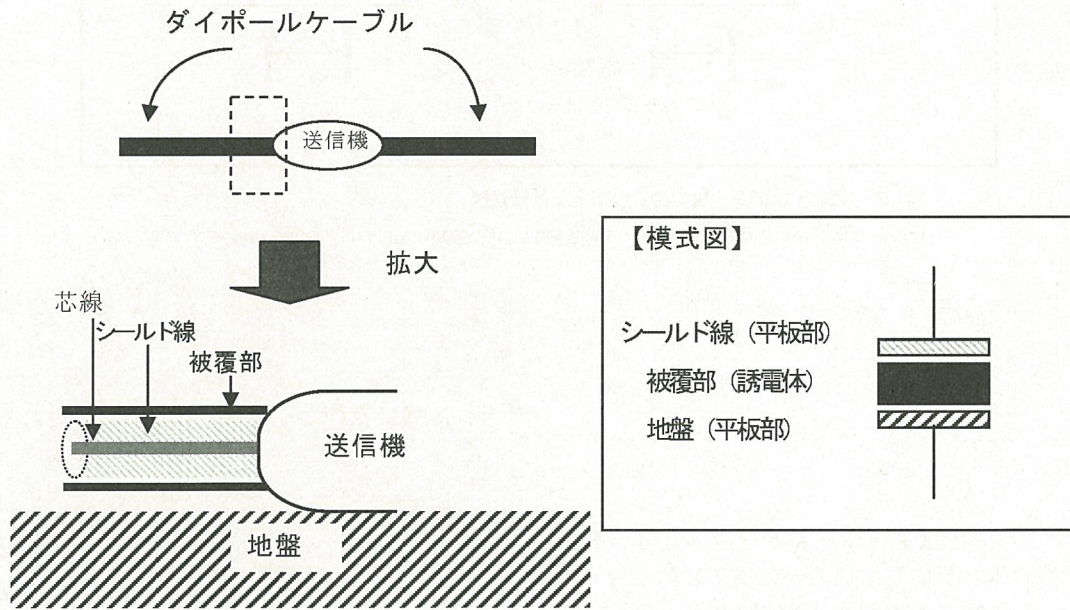 ダイポールケーブル
送信機
拡大
芯線
シールド線
被覆部
送信機
地盤
【模式図】
シールド線（平板部）
被覆部（誘電体）
地盤（平板部）